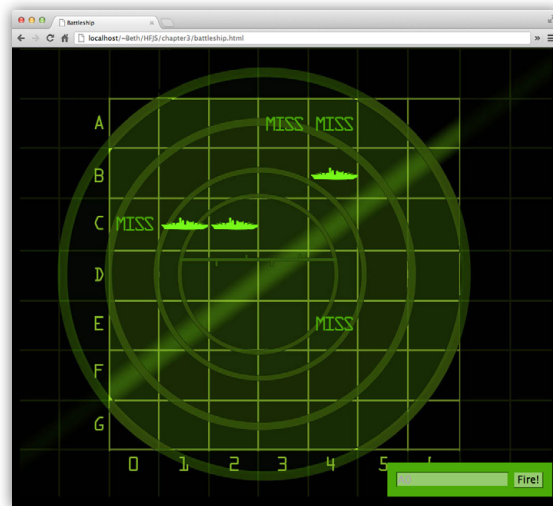 Battleship
localhost/~Beth/HFJS/chapter3/battleship.html
A MISS MISS
B
C MISS
D
E MISS
F
G
0 1 2 3 4 5
Fire!